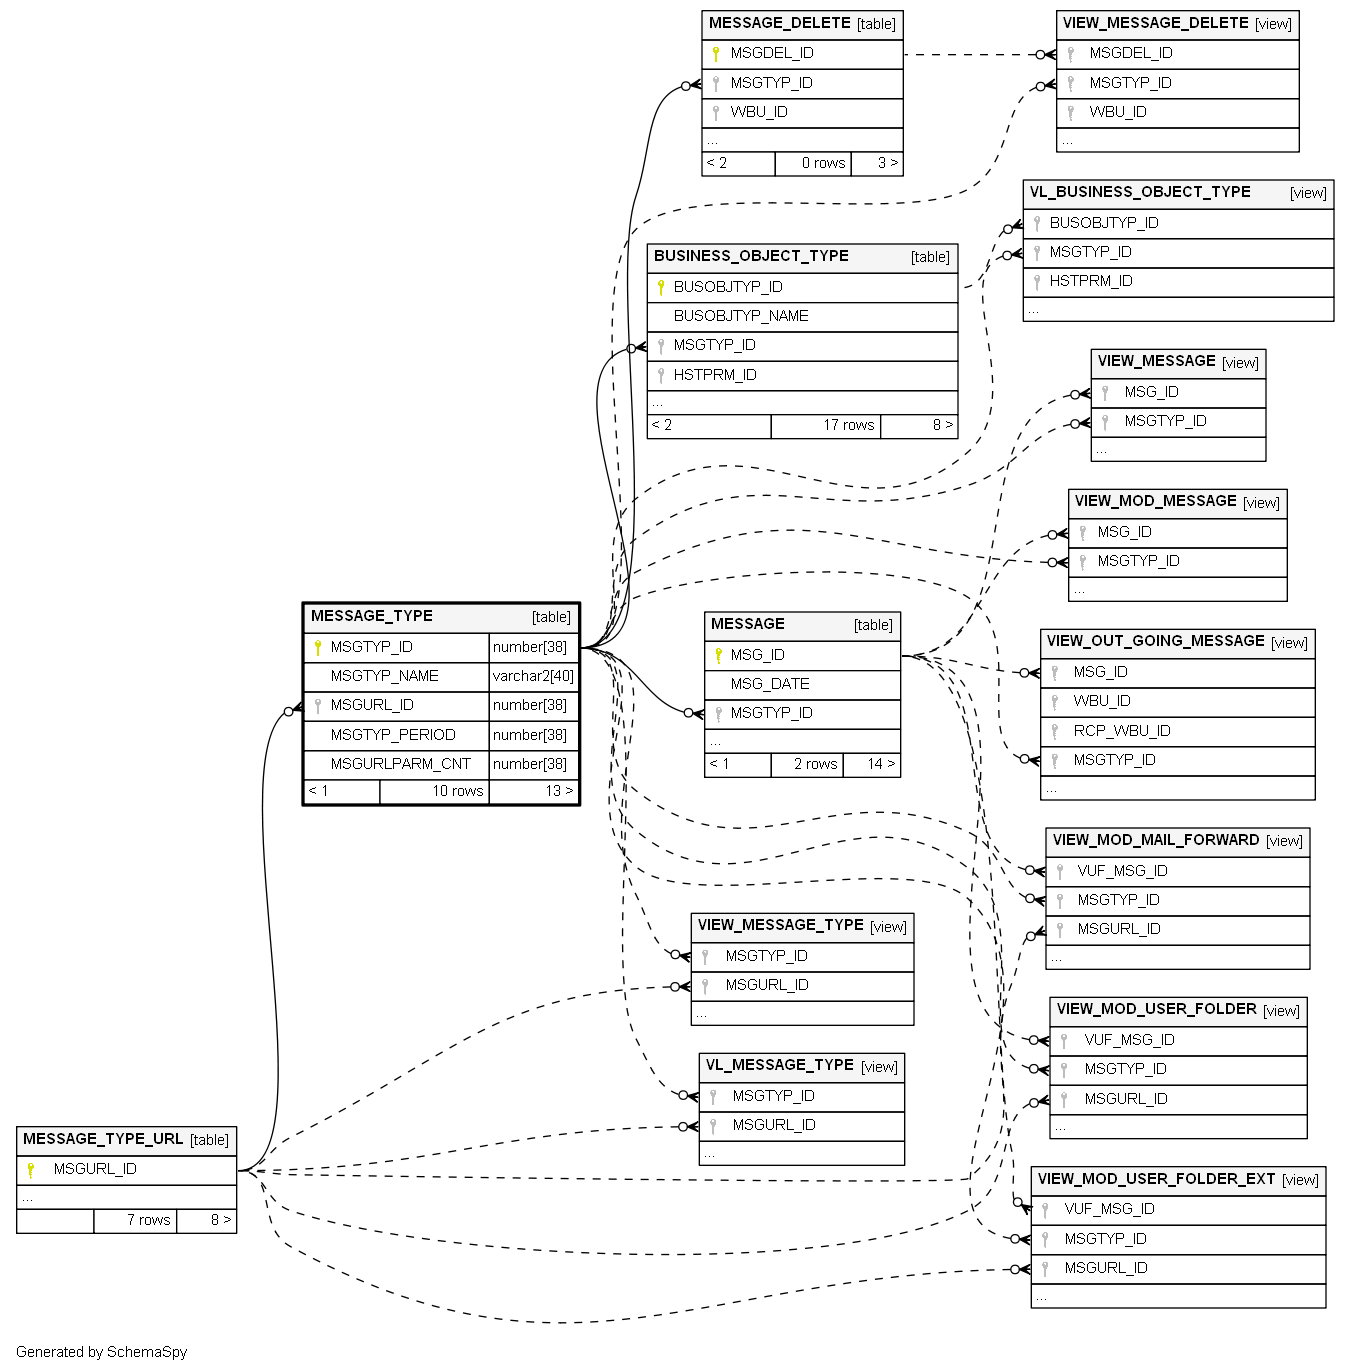 MESSAGE_DELETE [table]
MSGDEL_ID
MSGTYP_ID
WBU_ID
...
< 2 0 rows 3 >
VIEW_MESSAGE_DELETE [view]
MSGDEL_ID
MSGTYP_ID
WBU_ID
...
VL_BUSINESS_OBJECT_TYPE [view]
BUSOBJTYP_ID
MSGTYP_ID
HSTPRM_ID
...
BUSINESS_OBJECT_TYPE [table]
BUSOBJTYP_ID
BUSOBJTYP_NAME
MSGTYP_ID
HSTPRM_ID
...
< 2 17 rows 8 >
VIEW_MESSAGE [view]
MSG_ID
MSGTYP_ID
...
VIEW_MOD_MESSAGE [view]
MSG_ID
MSGTYP_ID
...
MESSAGE_TYPE [table]
MSGTYP_ID number[38]
MSGTYP_NAME varchar2[40]
MSGURL_ID number[38]
MSGTYP_PERIOD number[38]
MSGURLPARM_CNT number[38]
< 1 10 rows 13 >
MESSAGE [table]
MSG_ID
MSG_DATE
MSGTYP_ID
...
< 1 2 rows 14 >
VIEW_OUT_GOING_MESSAGE [view]
MSG_ID
WBU_ID
RCP_WBU_ID
MSGTYP_ID
...
VIEW_MOD_MAIL_FORWARD [view]
VUF_MSG_ID
MSGTYP_ID
MSGURL_ID
...
VIEW_MESSAGE_TYPE [view]
MSGTYP_ID
MSGURL_ID
...
VIEW_MOD_USER_FOLDER [view]
VUF_MSG_ID
MSGTYP_ID
MSGURL_ID
...
VL_MESSAGE_TYPE [view]
MSGTYP_ID
MSGURL_ID
...
MESSAGE_TYPE_URL [table]
MSGURL_ID
...
7 rows 8 >
VIEW_MOD_USER_FOLDER_EXT [view]
VUF_MSG_ID
MSGTYP_ID
MSGURL_ID
...
Generated by SchemaSpy